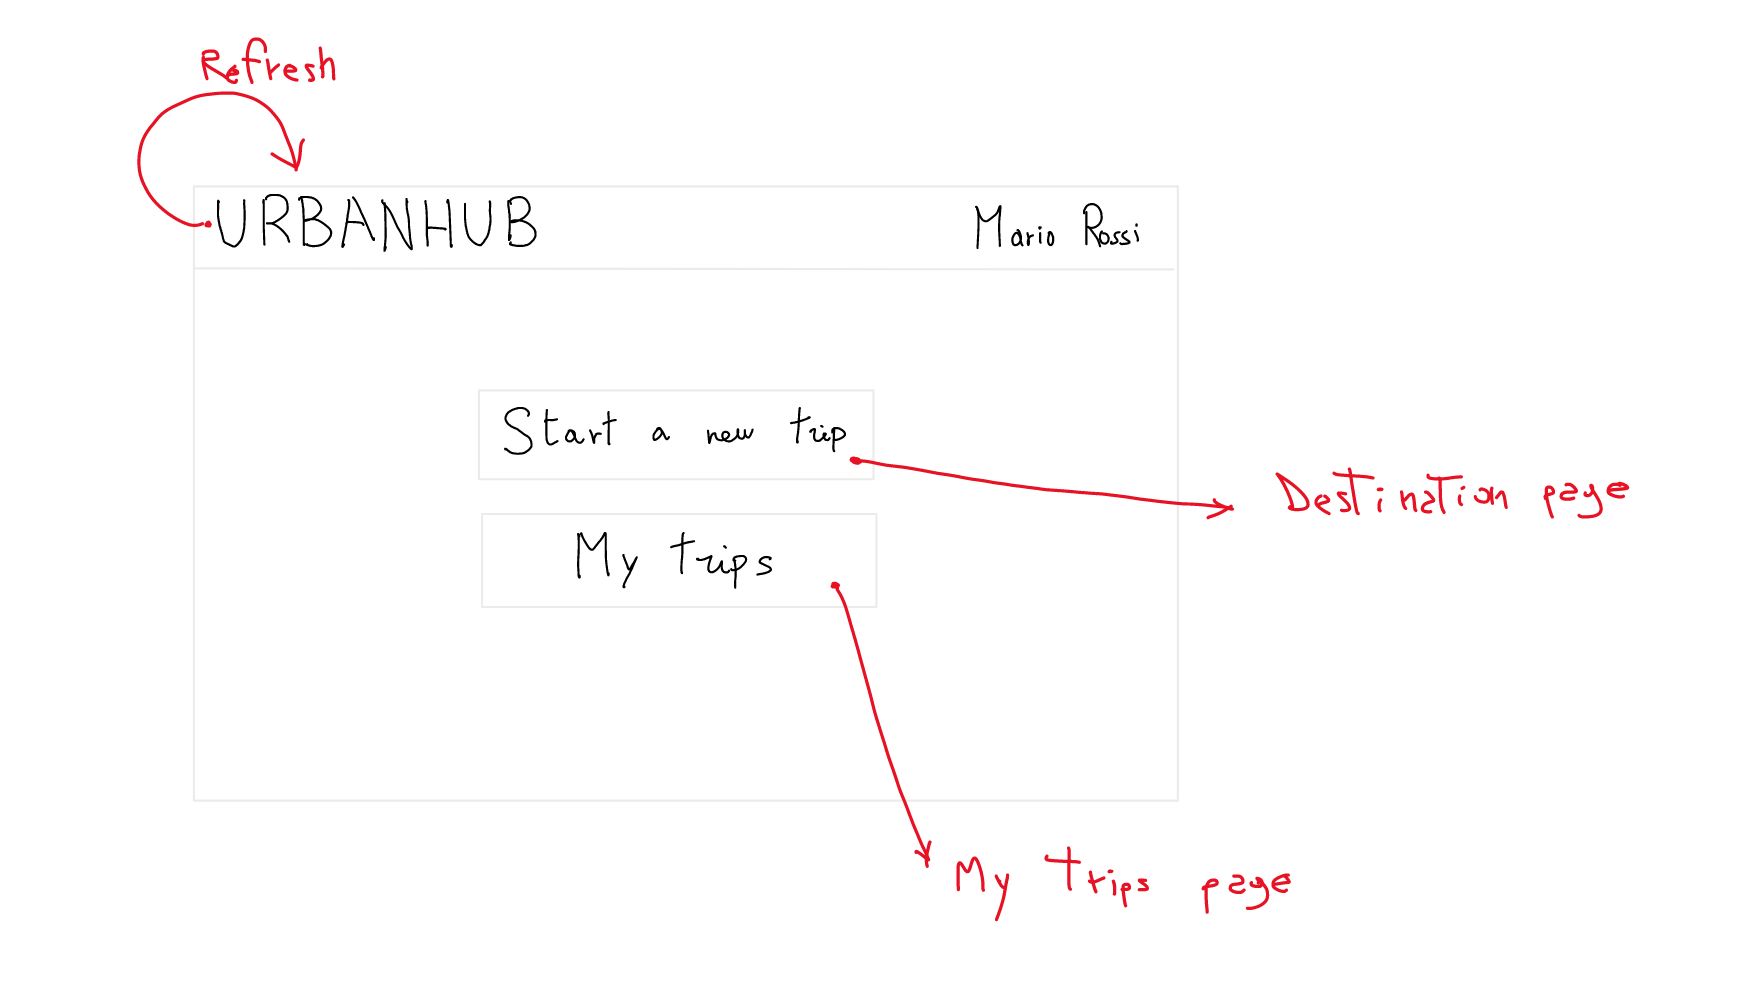 Refresh
URBANHUB
Mario Rossi
Start a new trip
Destination page
My trips
My trips page